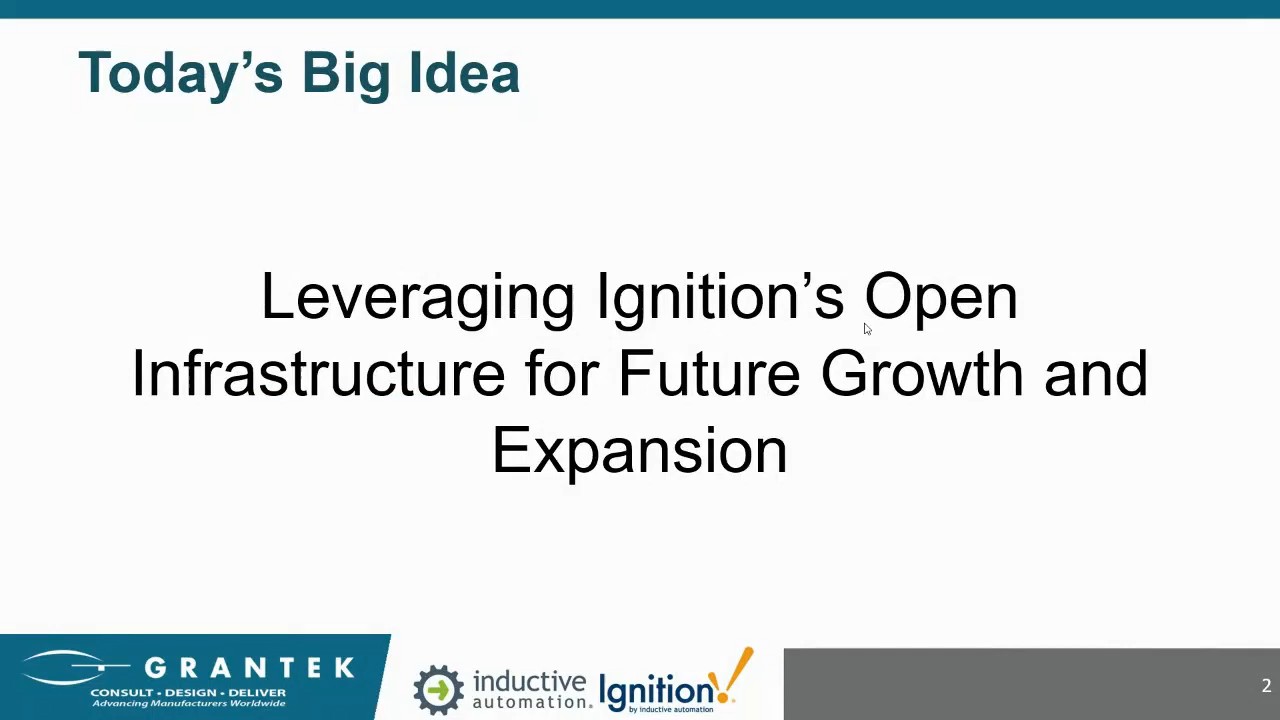 Today’s Big Idea
Leveraging Ignition’s Open
Infrastructure for Future Growth and
Expansion
GRANTEK
CONSULT • DESIGN • DELIVER
Advancing Manufacturers Worldwide
inductive
automation®
Ignition!®
by inductive automation
2